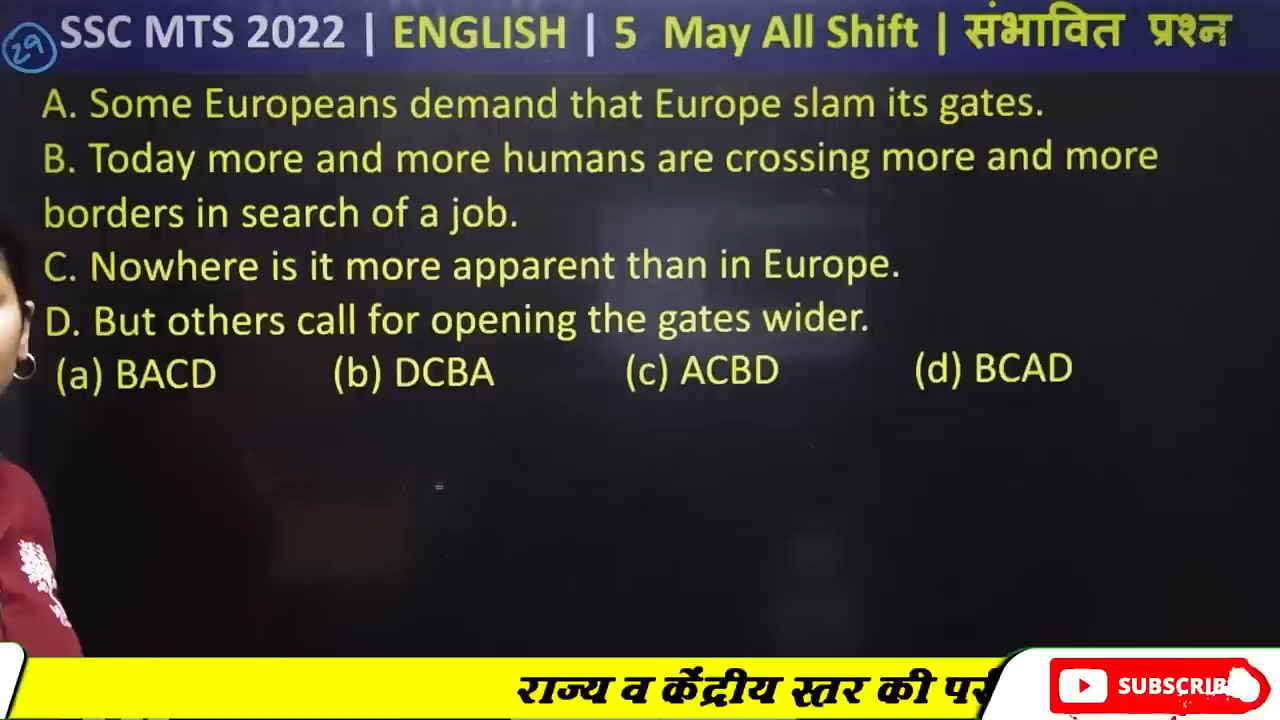 29 SSC MTS 2022 | ENGLISH | 5 May All Shift | संभावित प्रश्न
A. Some Europeans demand that Europe slam its gates.
B. Today more and more humans are crossing more and more
borders in search of a job.
C. Nowhere is it more apparent than in Europe.
D. But others call for opening the gates wider.
(a) BACD (b) DCBA (c) ACBD (d) BCAD
राज्य व केंद्रीय स्तर की
SUBSCRIB